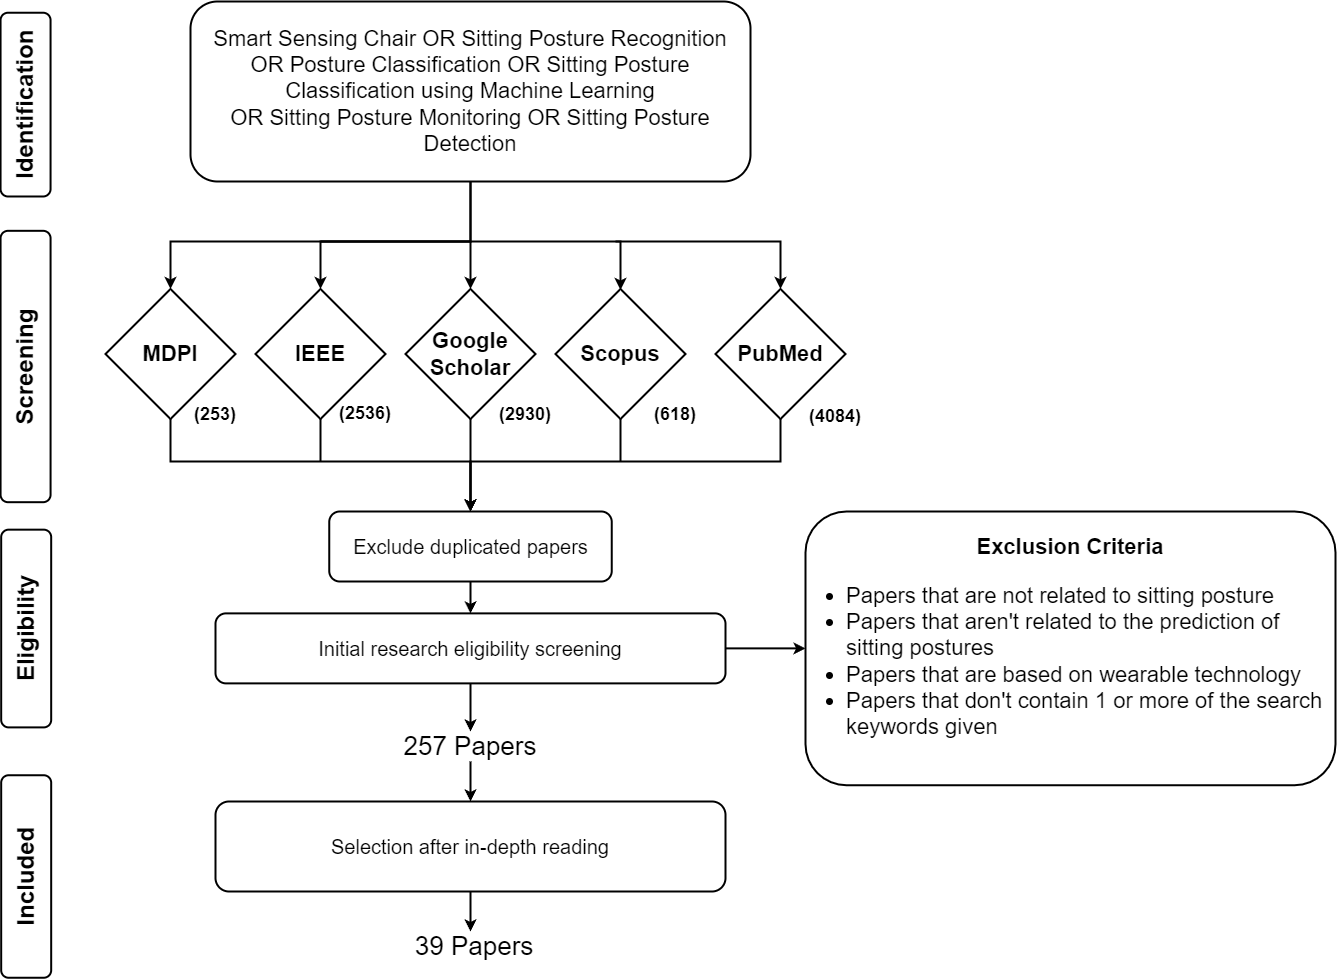 Identification
Smart Sensing Chair OR Sitting Posture Recognition
OR Posture Classification OR Sitting Posture
Classification using Machine Learning
OR Sitting Posture Monitoring OR Sitting Posture
Detection
Screening
MDPI
(253)
IEEE
(2536)
Google
Scholar
(2930)
Scopus
(618)
PubMed
(4084)
Eligibility
Exclude duplicated papers
Initial research eligibility screening
Exclusion Criteria
• Papers that are not related to sitting posture
• Papers that aren't related to the prediction of
sitting postures
• Papers that are based on wearable technology
• Papers that don't contain 1 or more of the search
keywords given
257 Papers
Included
Selection after in-depth reading
39 Papers